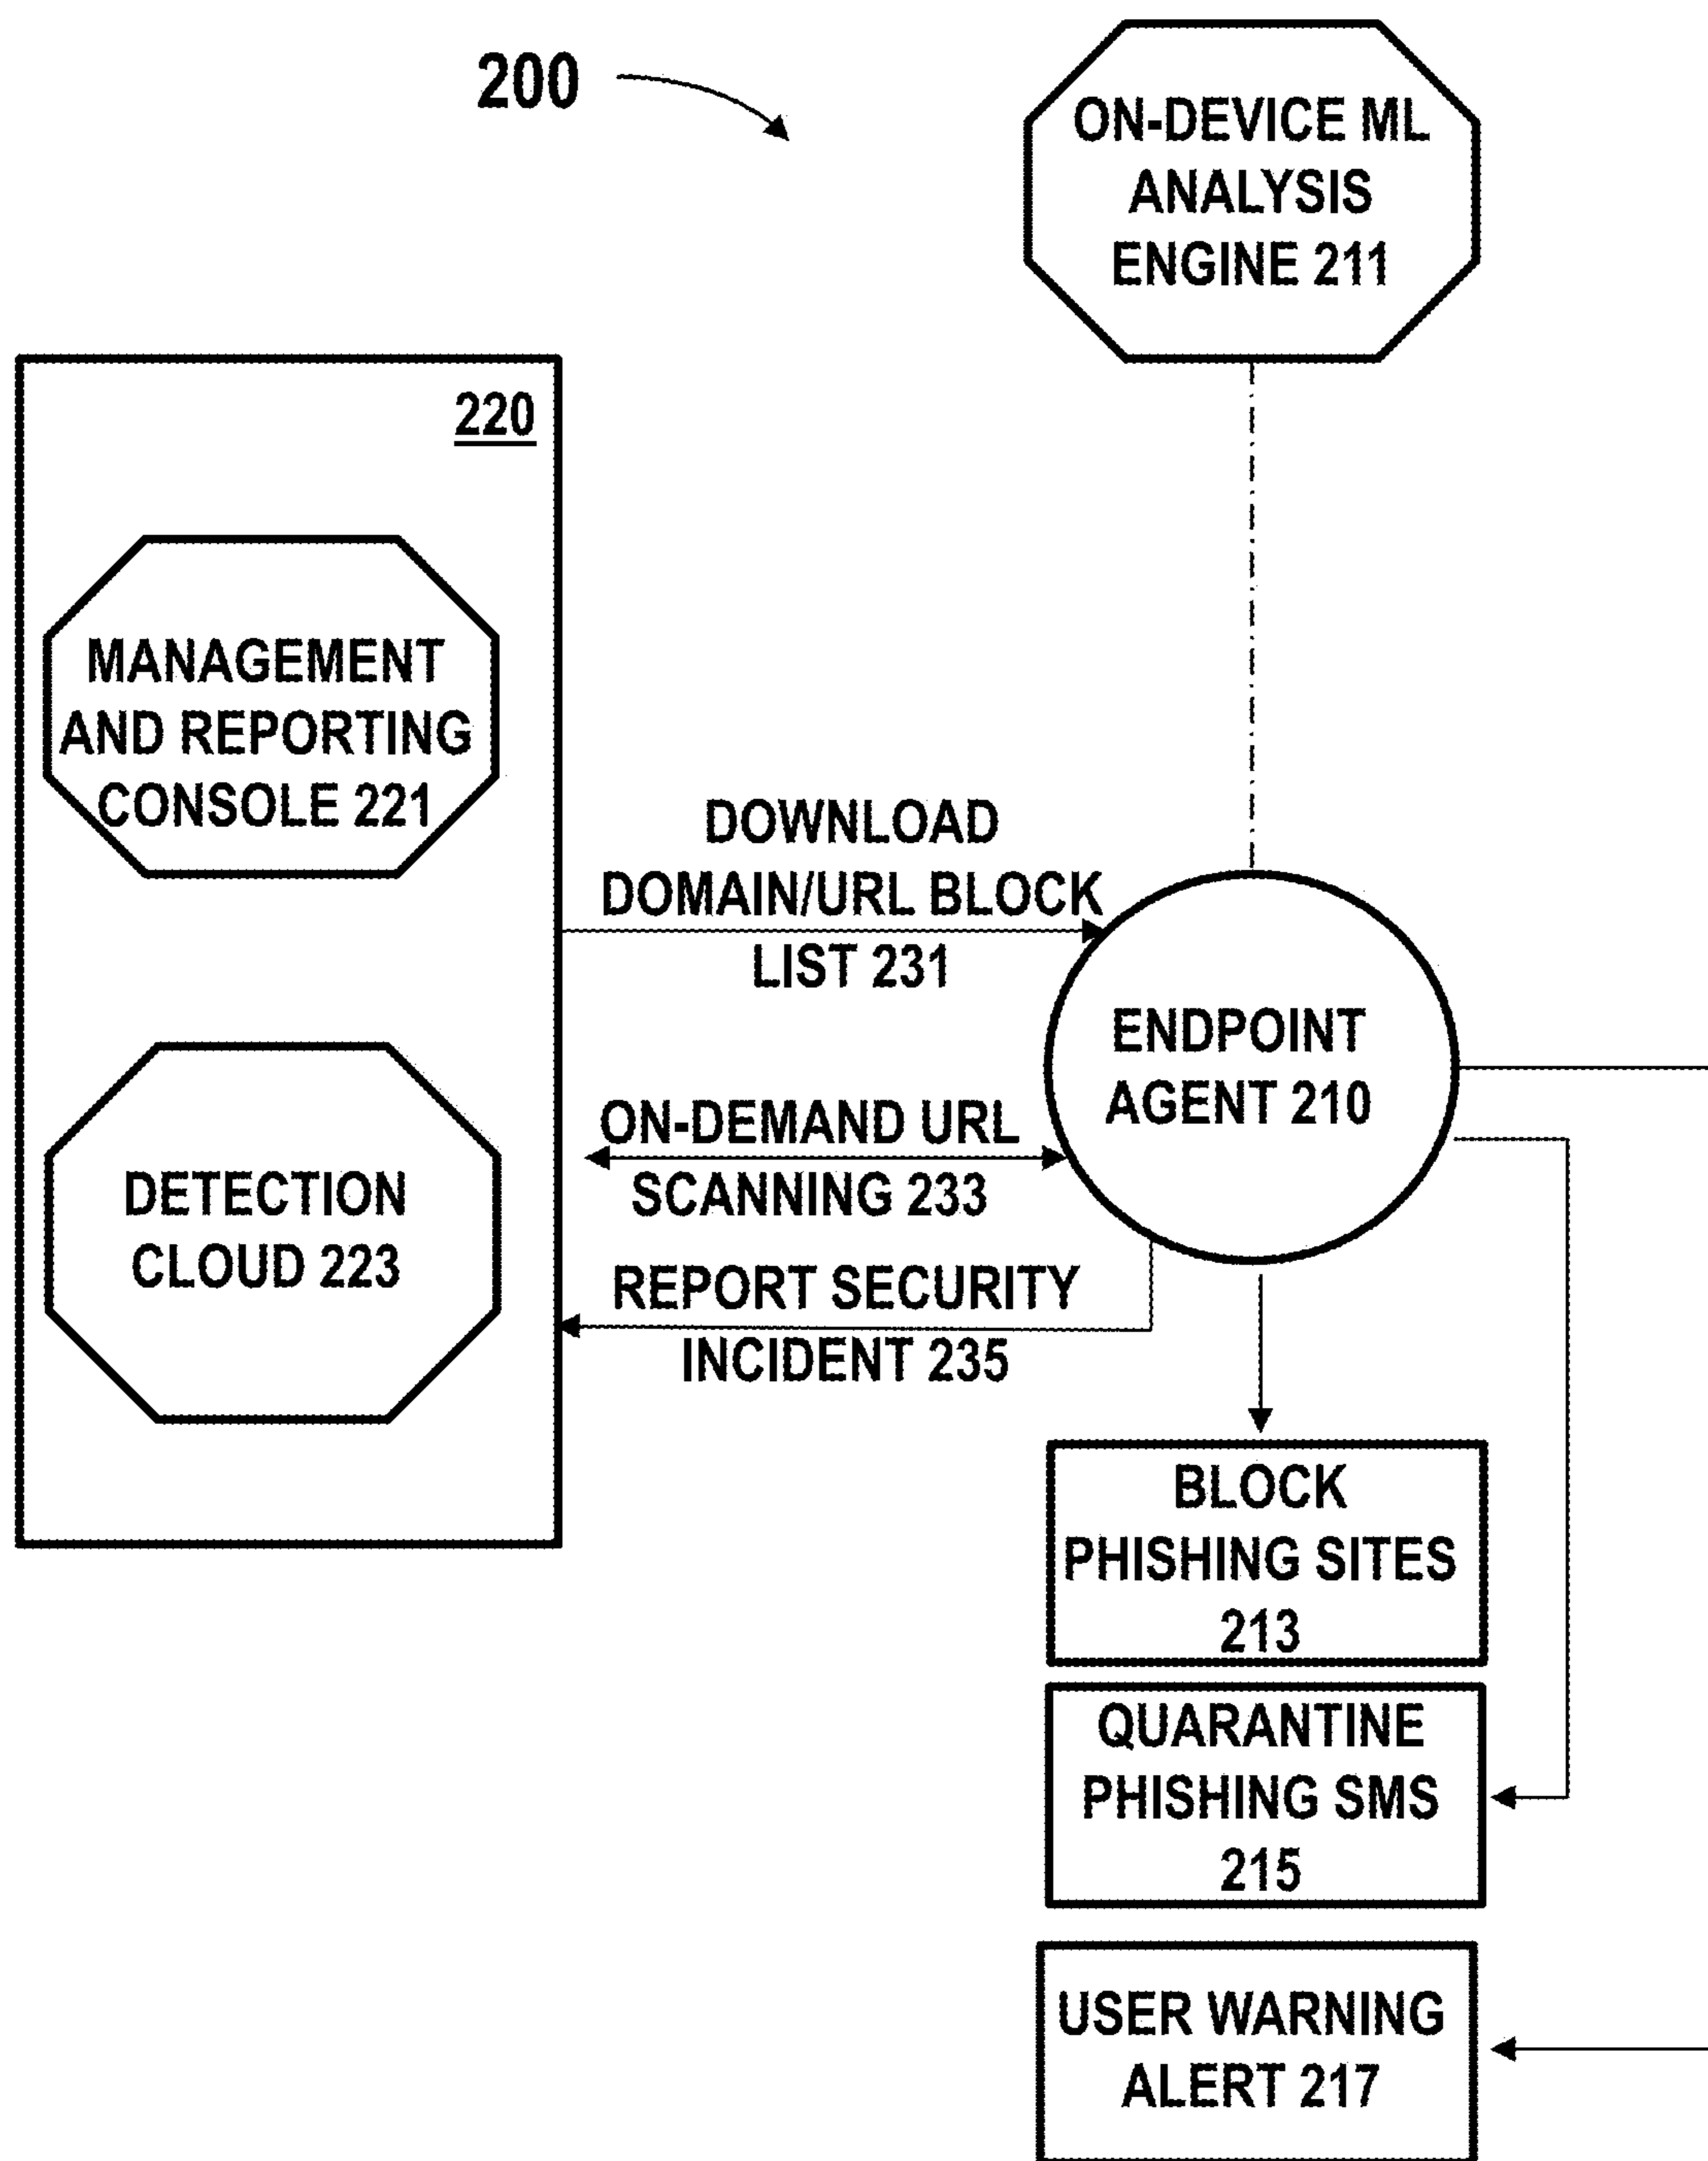 200
ON-DEVICE ML
ANALYSIS
ENGINE 211
220
MANAGEMENT
AND REPORTING
CONSOLE 221
DOWNLOAD
DOMAIN/URL BLOCK
LIST 231
ENDPOINT
AGENT 210
DETECTION
CLOUD 223
ON-DEMAND URL
SCANNING 233
REPORT SECURITY
INCIDENT 235
BLOCK
PHISHING SITES
213
QUARANTINE
PHISHING SMS
215
USER WARNING
ALERT 217